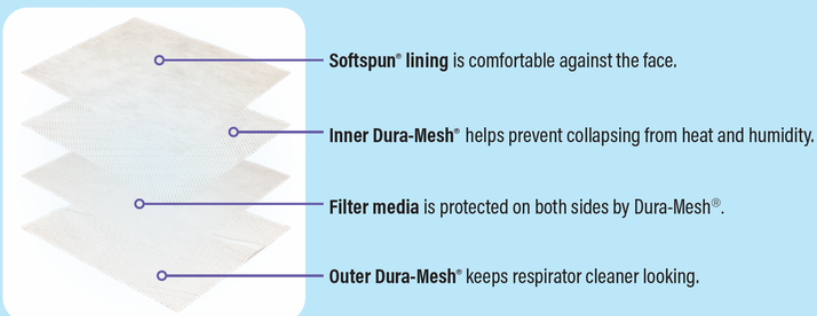 Softspun® lining is comfortable against the face.
Inner Dura-Mesh® helps prevent collapsing from heat and humidity.
Filter media is protected on both sides by Dura-Mesh®.
Outer Dura-Mesh® keeps respirator cleaner looking.